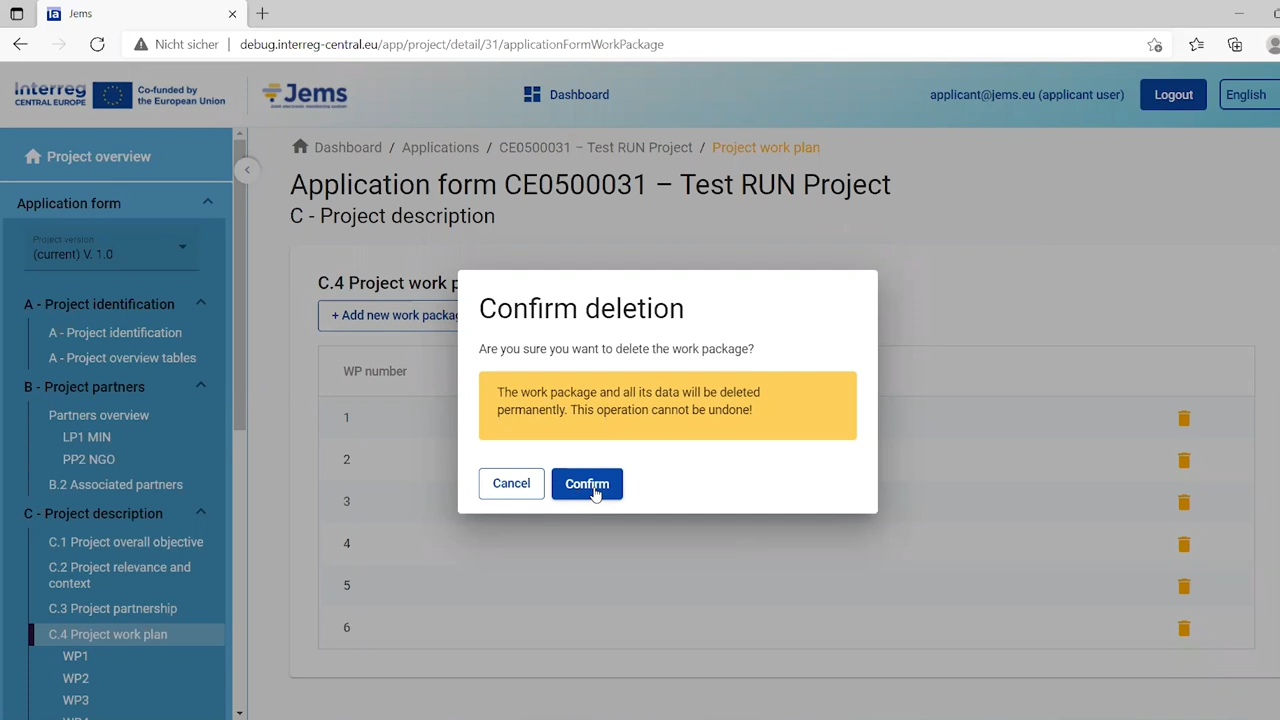 Jems
Nicht sicher
debug.interreg-central.eu/app/project/detail/31/applicationFormWorkPackage
Interreg
CENTRAL EUROPE
Co-funded by
the European Union
Jems
Joint electronic monitoring system
Dashboard
applicant@jems.eu (applicant user)
Logout
English
Project overview
Application form
Project version
(current) V. 1.0
A - Project identification
A - Project identification
A - Project overview tables
B - Project partners
Partners overview
LP1 MIN
PP2 NGO
B.2 Associated partners
C - Project description
C.1 Project overall objective
C.2 Project relevance and
context
C.3 Project partnership
C.4 Project work plan
WP1
WP2
WP3
Dashboard / Applications / CE0500031 – Test RUN Project / Project work plan
Application form CE0500031 – Test RUN Project
C - Project description
C.4 Project work p
+ Add new work packag
WP number
1
2
3
4
5
6
Confirm deletion
Are you sure you want to delete the work package?
The work package and all its data will be deleted
permanently. This operation cannot be undone!
Cancel
Confirm